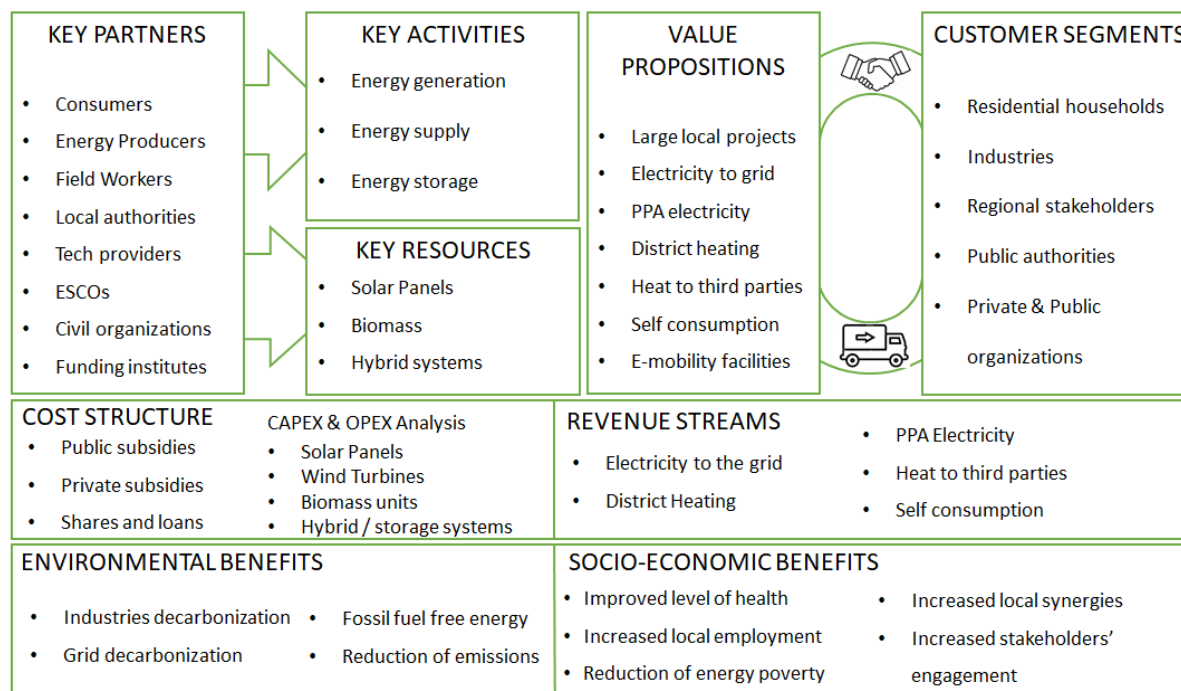 KEY PARTNERS
• Consumers
• Energy Producers
• Field Workers
• Local authorities
• Tech providers
• ESCOs
• Civil organizations
• Funding institutes
KEY ACTIVITIES
• Energy generation
• Energy supply
• Energy storage
KEY RESOURCES
• Solar Panels
• Biomass
• Hybrid systems
VALUE
PROPOSITIONS
• Large local projects
• Electricity to grid
• PPA electricity
• District heating
• Heat to third parties
• Self consumption
• E-mobility facilities
CUSTOMER SEGMENTS
• Residential households
• Industries
• Regional stakeholders
• Public authorities
• Private & Public
organizations
COST STRUCTURE
• Public subsidies
• Private subsidies
• Shares and loans
CAPEX & OPEX Analysis
• Solar Panels
• Wind Turbines
• Biomass units
• Hybrid / storage systems
REVENUE STREAMS
• Electricity to the grid
• District Heating
• PPA Electricity
• Heat to third parties
• Self consumption
ENVIRONMENTAL BENEFITS
• Industries decarbonization
• Grid decarbonization
• Fossil fuel free energy
• Reduction of emissions
SOCIO-ECONOMIC BENEFITS
• Improved level of health
• Increased local employment
• Reduction of energy poverty
• Increased local synergies
• Increased stakeholders’
engagement